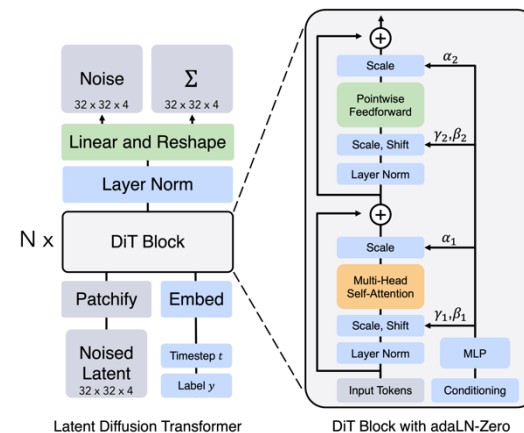 Noise
32 x 32 x 4
Σ
32 x 32 x 4
Linear and Reshape
Layer Norm
N x
DiT Block
Patchify
Embed
Noised
Latent
32 x 32 x 4
Timestep t
Label y
Latent Diffusion Transformer
+
Scale
α₂
Pointwise
Feedforward
Scale, Shift
γ₂,β₂
Layer Norm
+
Scale
α₁
Multi-Head
Self-Attention
Scale, Shift
γ₁,β₁
Layer Norm
MLP
Input Tokens
Conditioning
DiT Block with adaLN-Zero